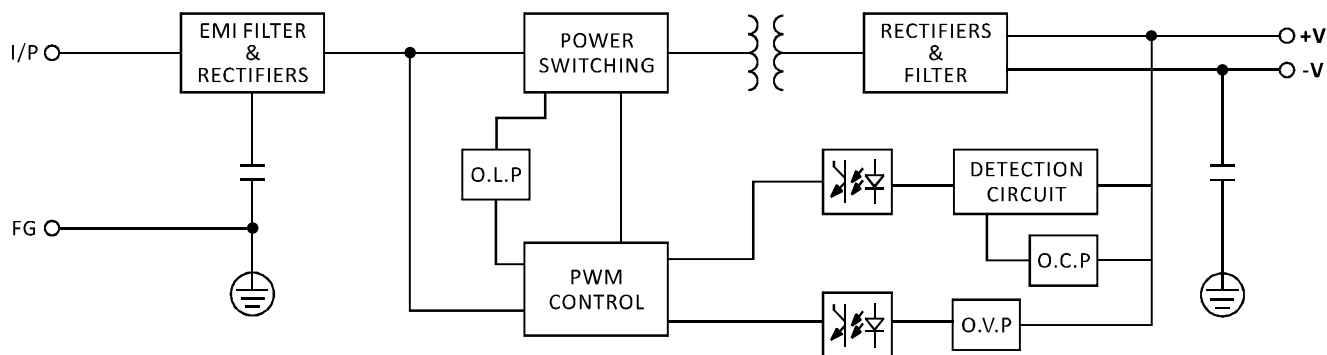 I/P
EMI FILTER
&
RECTIFIERS
POWER
SWITCHING
RECTIFIERS
&
FILTER
+V
-V
O.L.P
DETECTION
CIRCUIT
FG
PWM
CONTROL
O.C.P
O.V.P